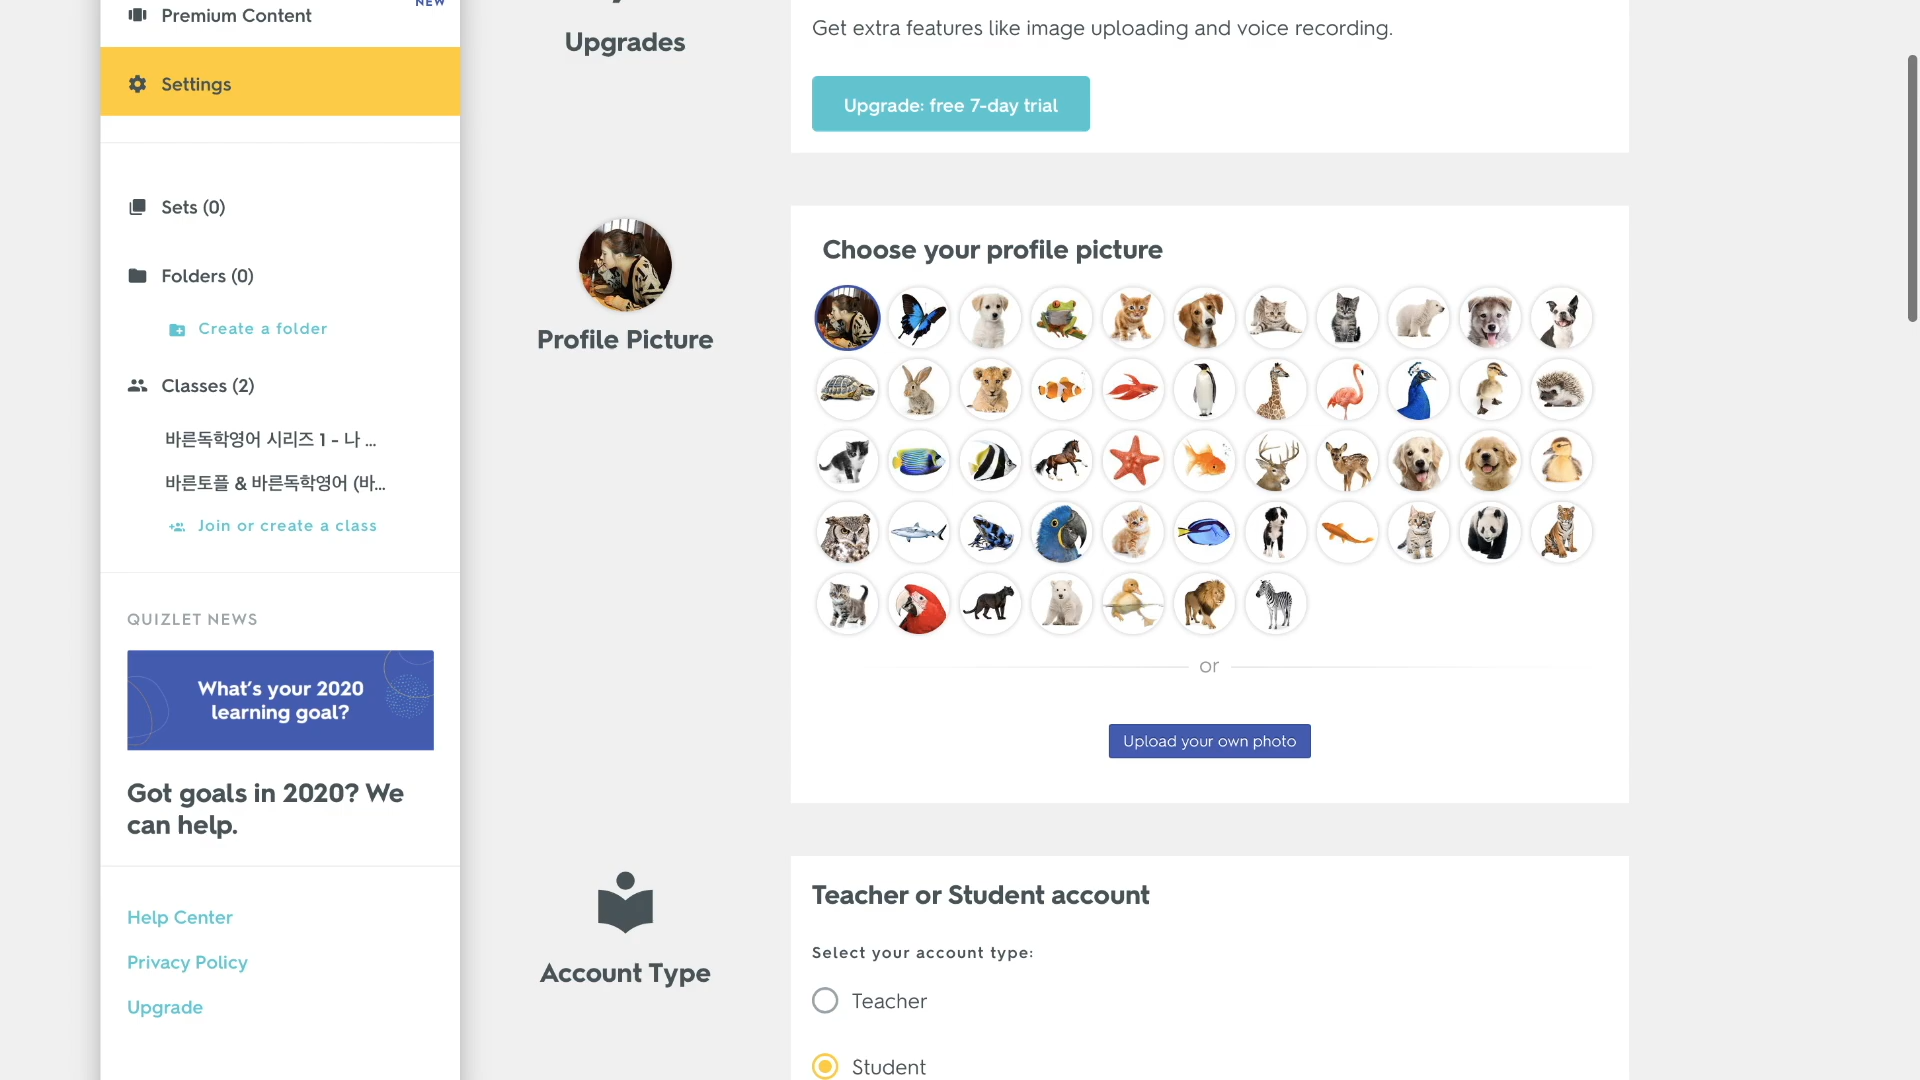 Premium Content
NEW
Settings
Sets (0)
Folders (0)
Create a folder
Classes (2)
바른독학영어 시리즈 1 - 나 ...
바른토플 & 바른독학영어 (바...
Join or create a class
QUIZLET NEWS
What's your 2020
learning goal?
Got goals in 2020? We
can help.
Help Center
Privacy Policy
Upgrade
Upgrades
Get extra features like image uploading and voice recording.
Upgrade: free 7-day trial
Profile Picture
Choose your profile picture
or
Upload your own photo
Account Type
Teacher or Student account
Select your account type:
Teacher
Student